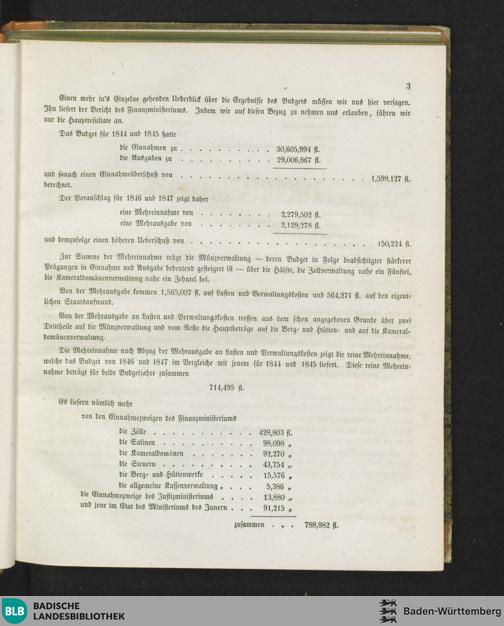 3
Einen mehr in's Einzelne gehenden Ueberblick über die Ergebnisse des Budgets müssen wir uns hier versagen.
Ihn liefert der Bericht des Finanzministeriums. Indem wir auf diesen Bezug zu nehmen uns erlauben, führen wir
nur die Hauptresultate an.
Das Budget für 1844 und 1845 hatte
die Einnahmen zu . . . . . . . . . . 30,605,994 fl.
die Ausgaben zu . . . . . . . . . . 29,006,867 fl.
und sonach einen Einnahmeüberschuß von . . . . . . . . . . . . . . . . . . . 1,599,127 fl.
berechnet.
Der Voranschlag für 1846 und 1847 zeigt daher
eine Mehreinnahme von . . . . . . . . 2,279,502 fl.
eine Mehrausgabe von . . . . . . . . 2,129,278 fl.
und demzufolge einen höheren Ueberschuß von . . . . . . . . . . . . . . . . . . 150,224 fl.
Zur Summe der Mehreinnahme trägt die Münzverwaltung — deren Budget in Folge beabsichtigter stärkerer
Prägungen in Einnahme und Ausgabe bedeutend gesteigert ist — über die Hälfte, die Zollverwaltung nahe ein Fünftel,
die Kameraldomänenverwaltung nahe ein Zehntel bei.
Von der Mehrausgabe kommen 1,565,007 fl. auf Lasten und Verwaltungskosten und 564,271 fl. auf den eigent-
lichen Staatsaufwand.
Von der Mehrausgabe an Lasten und Verwaltungskosten treffen aus dem schon angegebenen Grunde über zwei
Drittheile auf die Münzverwaltung und vom Reste die Hauptbeträge auf die Berg- und Hütten- und auf die Kameral-
domänenverwaltung.
Die Mehreinnahme nach Abzug der Mehrausgabe an Lasten und Verwaltungskosten zeigt die reine Mehreinnahme,
welche das Budget von 1846 und 1847 im Vergleiche mit jenem für 1844 und 1845 liefert. Diese reine Mehrein-
nahme beträgt für beide Budgetjahre zusammen
714,495 fl.
Es liefern nämlich mehr
von den Einnahmezweigen des Finanzministeriums
die Zölle . . . . . . . . . . . 428,803 fl.
die Salinen . . . . . . . . . . 98,098 „
die Kameraldomänen . . . . . . . 92,270 „
die Steuern . . . . . . . . . . 43,754 „
die Berg- und Hüttenwerke . . . . . 15,576 „
die allgemeine Kassenverwaltung . . . . 5,386 „
die Einnahmezweige des Justizministeriums . . . . 13,880 „
und jene im Etat des Ministeriums des Innern . . . 91,215 „
zusammen . . . 788,982 fl.
BLB BADISCHE
LANDESBIBLIOTHEK
Baden-Württemberg